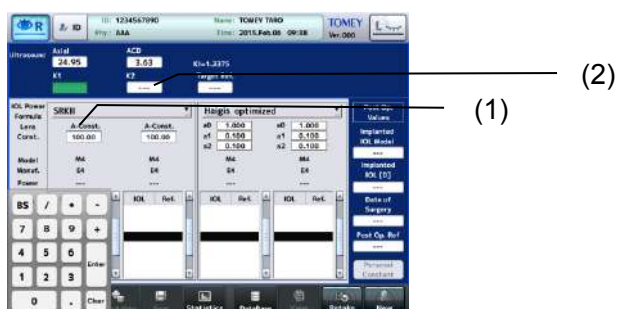 R ID ID: 1234567890 Name: TOMEY TARO TOMEY
Phy.: AAA Time: 2015.Feb.06 09:38 Ver.000
Ultrasound Axial ACD
24.95 3.63 KI=1.3375
K1 K2 Target Ref.
--- --- (2)
(1)
IOL Power Formula SRKII Haigis optimized Post Op. Values
Lens Const. A-Const. A-Const. a0 1.000 a0 1.000
100.00 100.00 a1 0.100 a1 0.100
a2 0.100 a2 0.100
Implanted IOL Model
---
Model M4 M4 M4 M4
Manuf. E4 E4 E4 E4
Power --- --- --- ---
Implanted IOL [D]
---
IOL Ref. IOL Ref. IOL Ref.
Date of Surgery
---
Post Op. Ref
---
Personal Constant
BS / * -
7 8 9 +
4 5 6
1 2 3 Enter
0 . Clear
Statistics DataBase Retake New